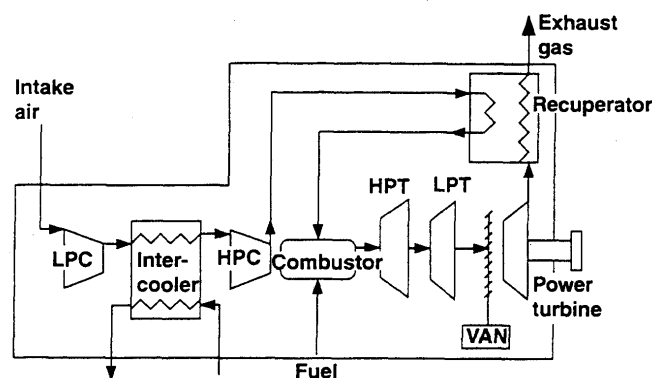 Exhaust
gas
Intake
air
Recuperator
HPT
LPT
LPC
Inter-
cooler
HPC
Combustor
Power
turbine
VAN
Fuel